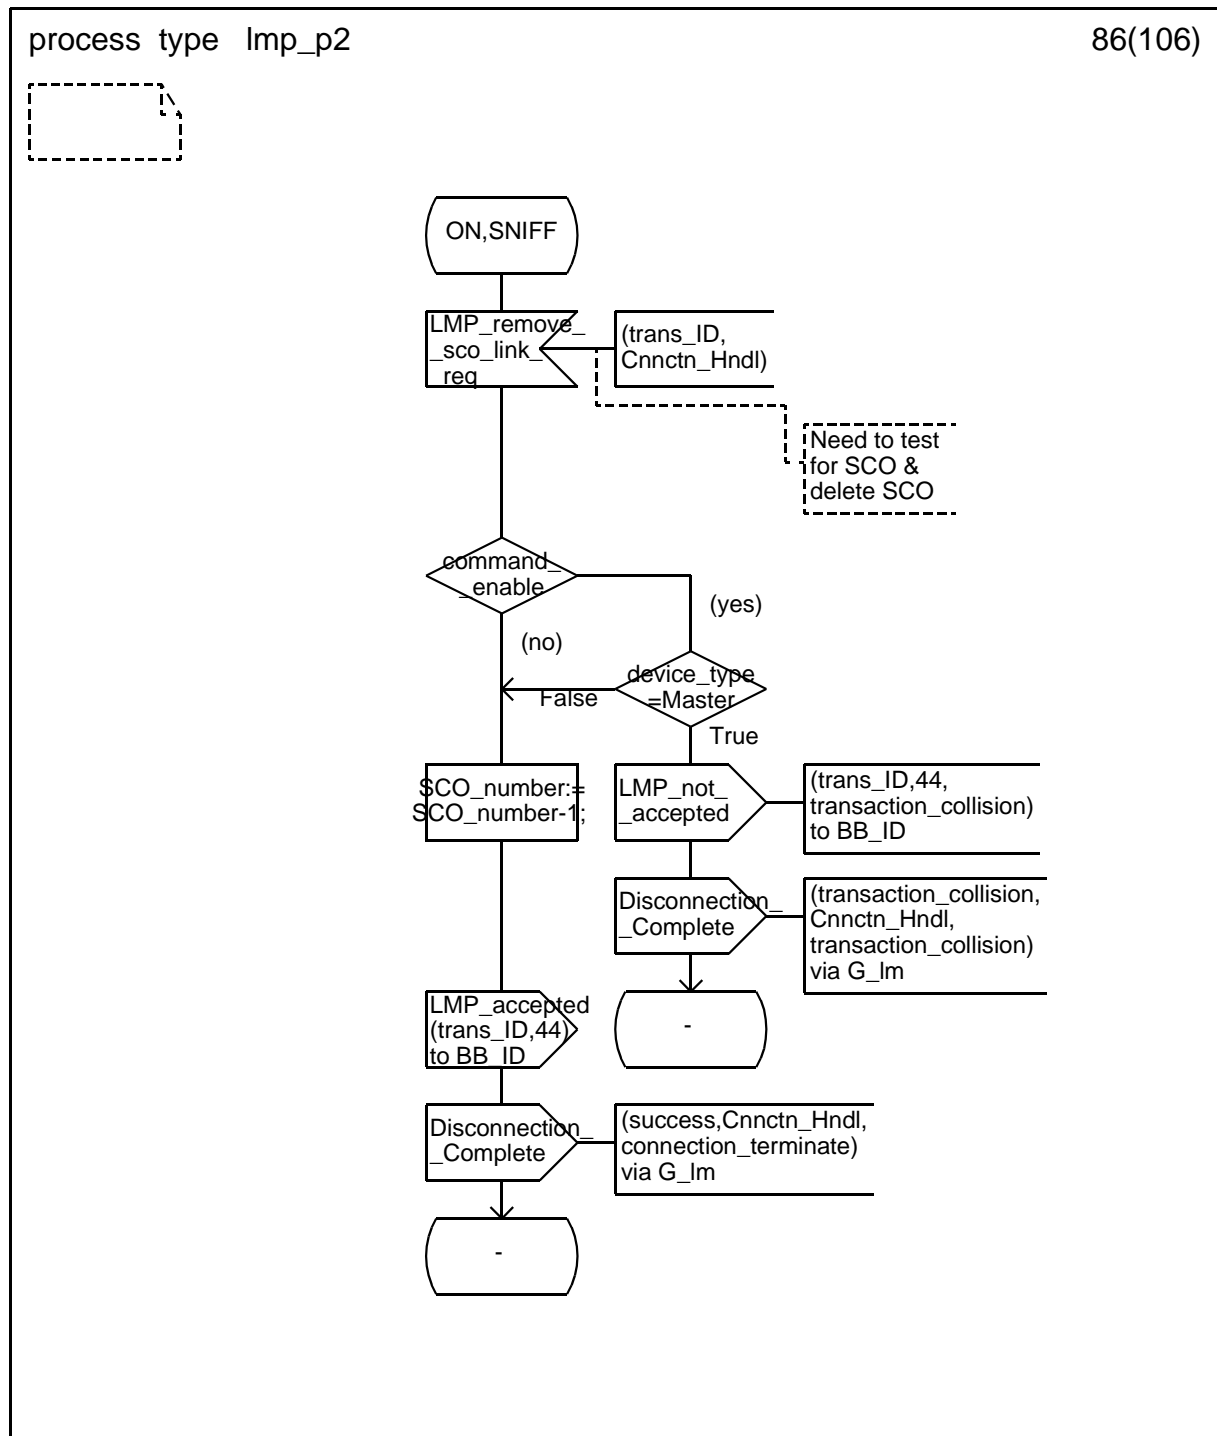 process type lmp_p2
86(106)
ON,SNIFF
LMP_remove_
_sco_link_
req
(trans_ID,
Cnnctn_Hndl)
Need to test
for SCO &
delete SCO
command_
_enable
(yes)
(no)
device_type
=Master
False
True
SCO_number:=
SCO_number-1;
LMP_not_
_accepted
(trans_ID,44,
transaction_collision)
to BB_ID
Disconnection_
_Complete
(transaction_collision,
Cnnctn_Hndl,
transaction_collision)
via G_lm
LMP_accepted
(trans_ID,44)
to BB_ID
-
Disconnection_
_Complete
(success,Cnnctn_Hndl,
connection_terminate)
via G_lm
-